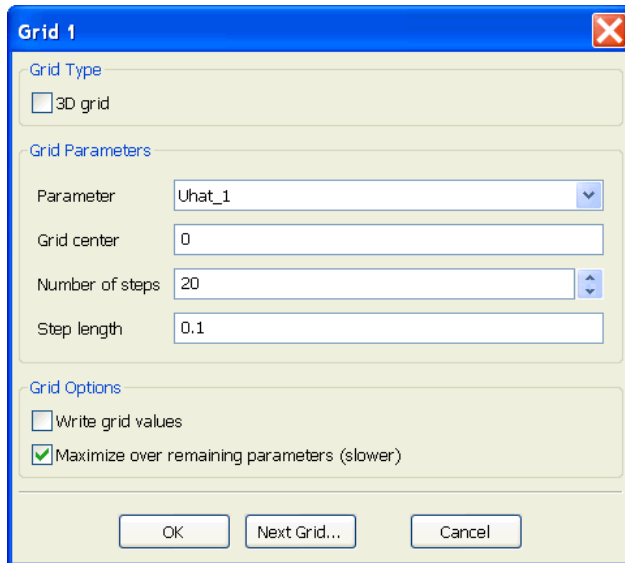 Grid 1
Grid Type
3D grid
Grid Parameters
Parameter Uhat_1
Grid center 0
Number of steps 20
Step length 0.1
Grid Options
Write grid values
Maximize over remaining parameters (slower)
OK Next Grid... Cancel